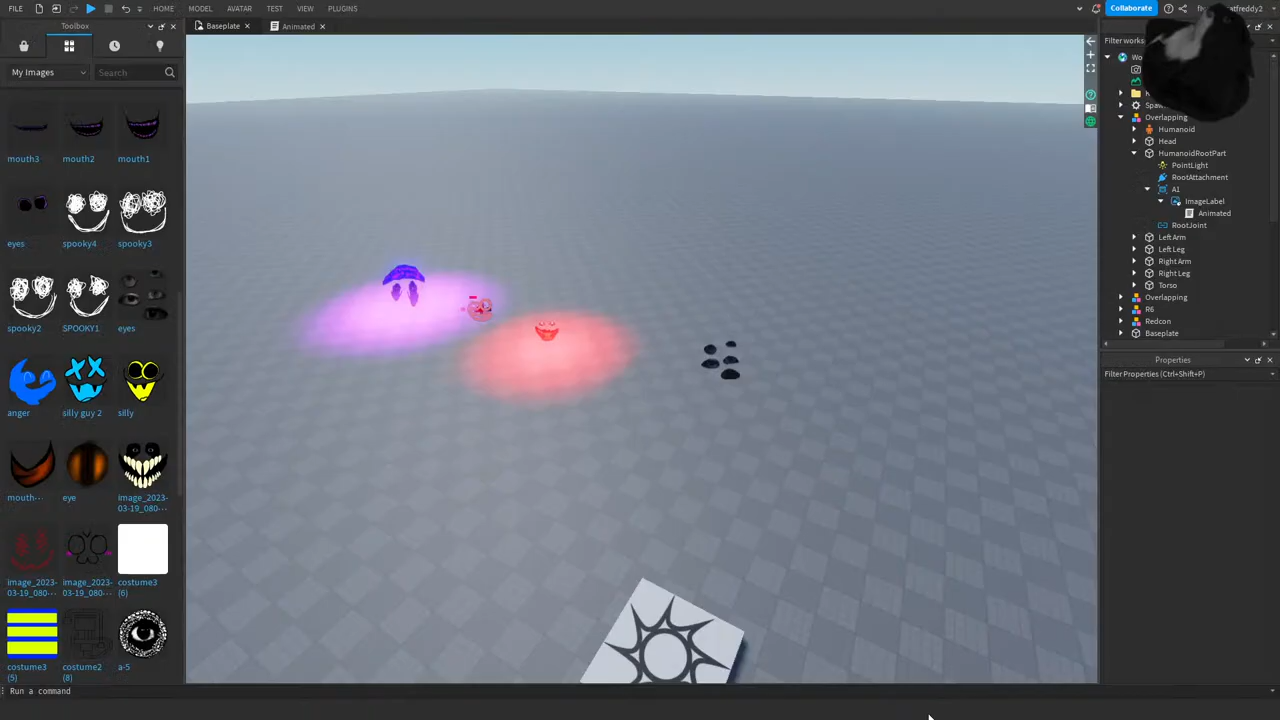 FILE HOME MODEL AVATAR TEST VIEW PLUGINS Collaborate
Toolbox Baseplate Animated
Filter works
My Images Search
Overlapping
Humanoid
Head
HumanoidRootPart
PointLight
RootAttachment
A1
ImageLabel
Animated
RootJoint
Left Arm
Left Leg
Right Arm
Right Leg
Torso
Overlapping
R6
Redcon
Baseplate
Properties
Filter Properties (Ctrl+Shift+P)
mouth3 mouth2 mouth1
eyes spooky4 spooky3
spooky2 SPOOKY1 eyes
anger silly guy 2 silly
mouth··· eye image_2023-
03-19_080···
image_2023- image_2023- costume3
03-19_080··· 03-19_080··· (6)
costume3 costume2 a-5
(5) (8)
Run a command